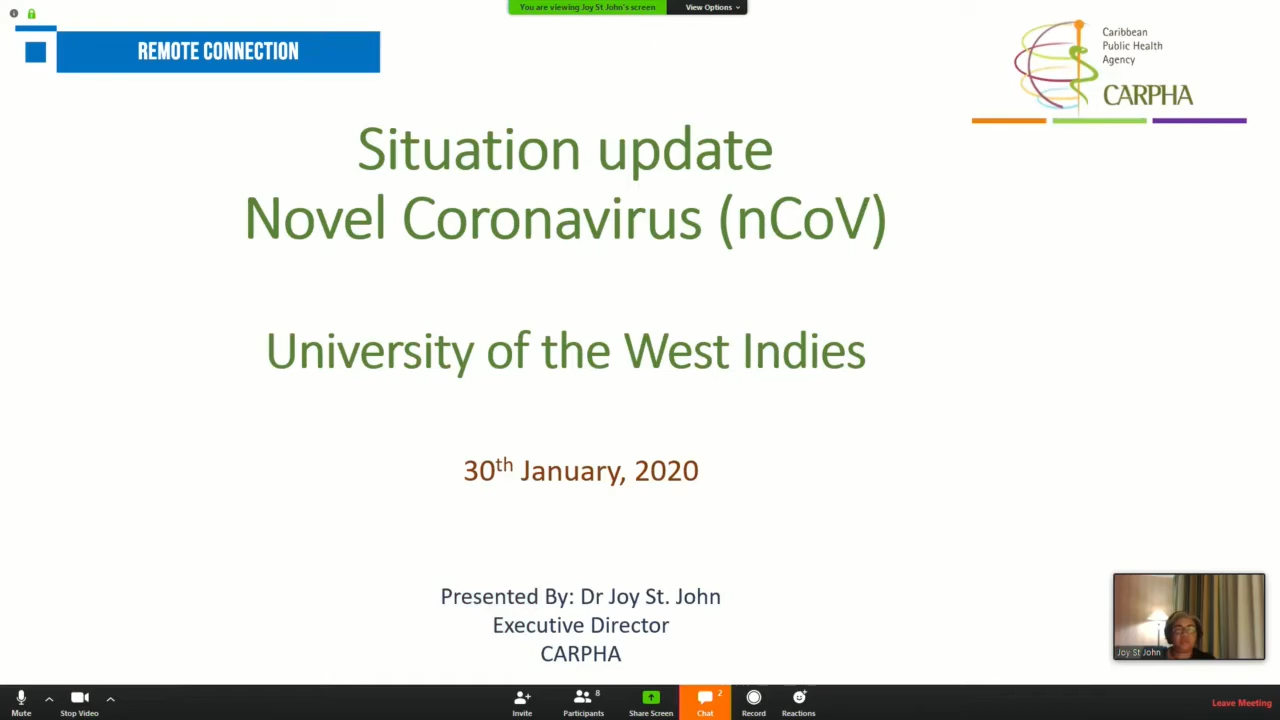 You are viewing Joy St John's screen
View Options
REMOTE CONNECTION
Caribbean
Public Health
Agency
CARPHA
Situation update
Novel Coronavirus (nCoV)
University of the West Indies
30th January, 2020
Presented By: Dr Joy St. John
Executive Director
CARPHA
Joy St John
Mute
Stop Video
Invite
Participants
8
Share Screen
Chat
2
Record
Reactions
Leave Meeting